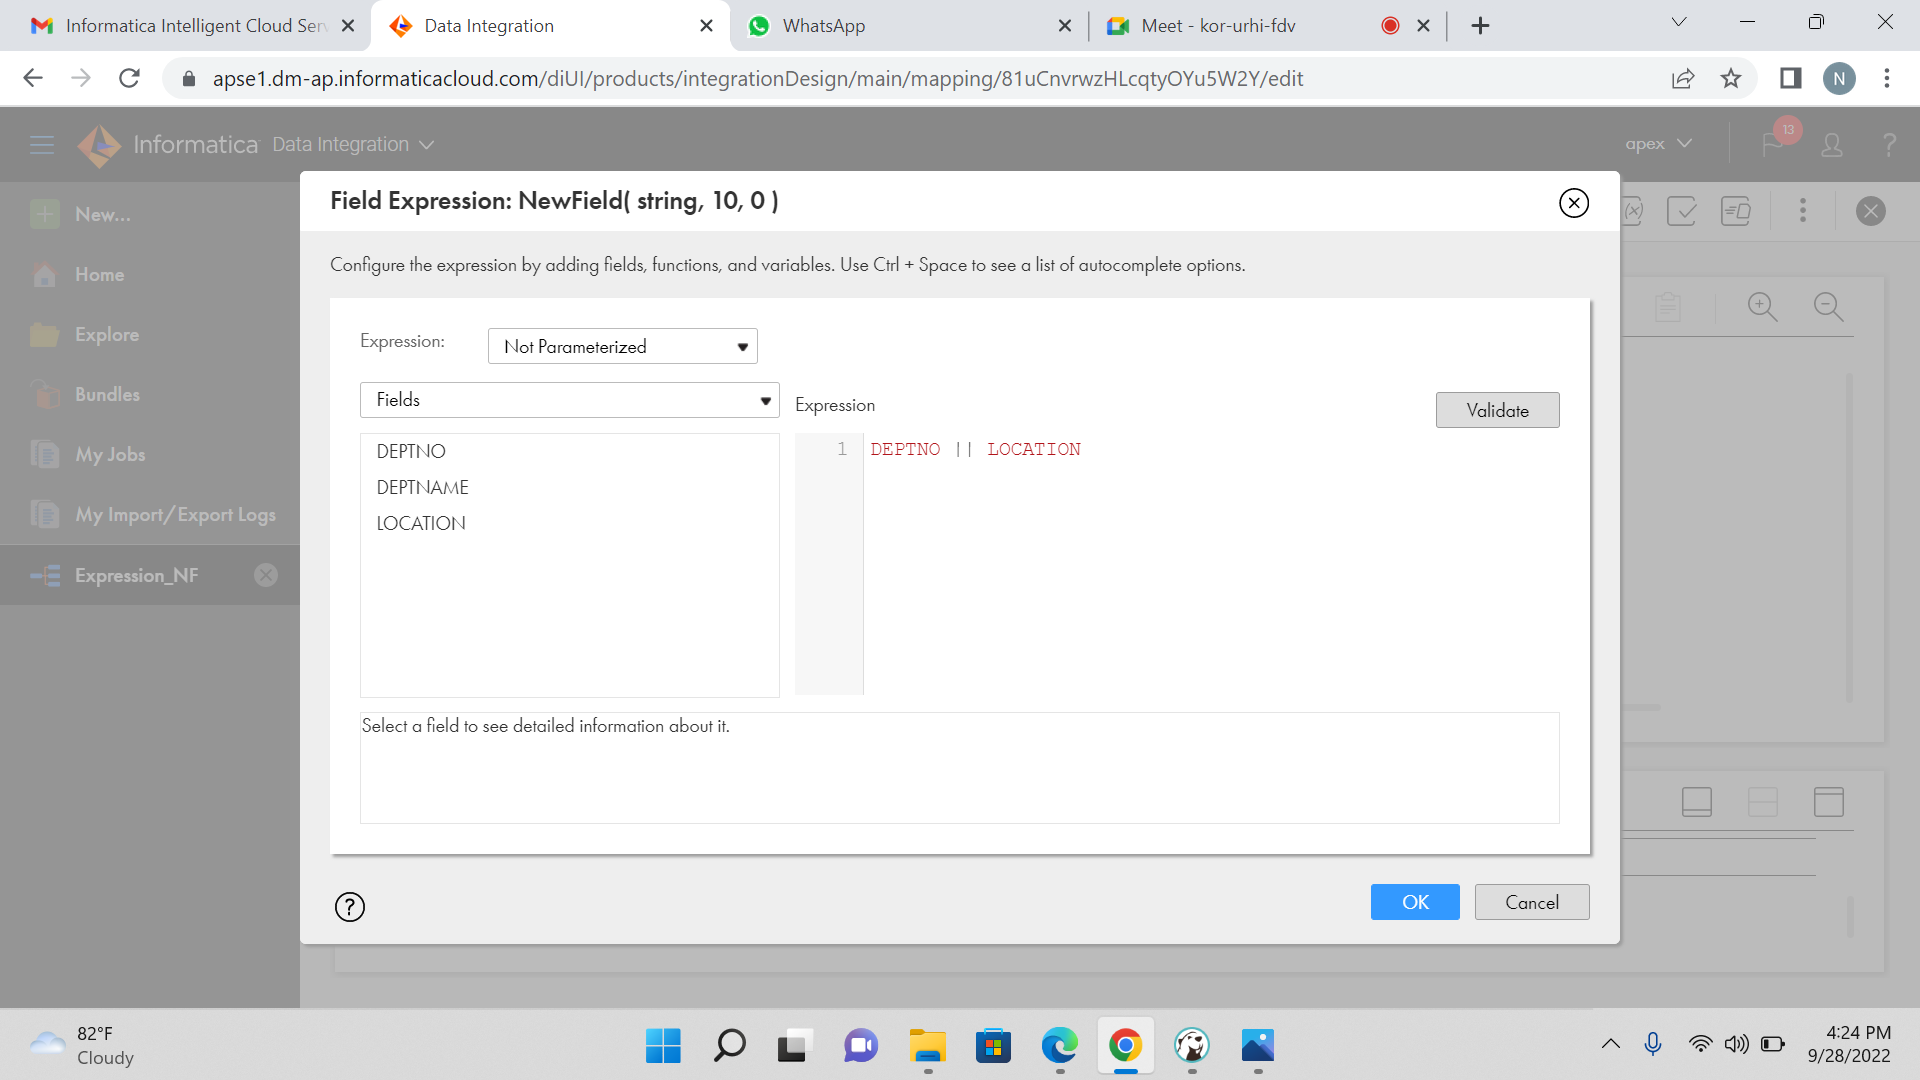 Informatica Intelligent Cloud Serv
Data Integration
WhatsApp
Meet - kor-urhi-fdv
apse1.dm-ap.informaticacloud.com/diUI/products/integrationDesign/main/mapping/81uCnvrwzHLcqtyOYu5W2Y/edit
N
Informatica
Data Integration
apex
13
?
New...
Home
Explore
Bundles
My Jobs
My Import/Export Logs
Expression_NF
Field Expression: NewField( string, 10, 0 )
Configure the expression by adding fields, functions, and variables. Use Ctrl + Space to see a list of autocomplete options.
Expression:
Not Parameterized
Fields
Expression
Validate
DEPTNO
DEPTNAME
LOCATION
1
DEPTNO || LOCATION
Select a field to see detailed information about it.
?
OK
Cancel
82°F
Cloudy
4:24 PM
9/28/2022